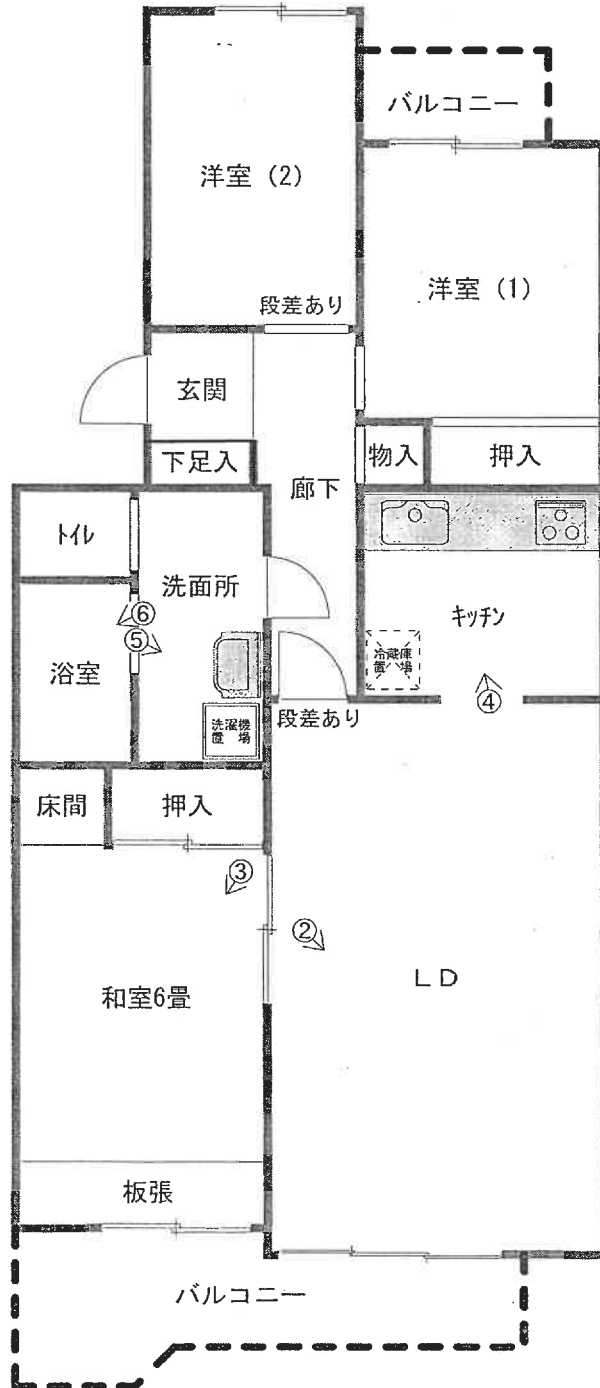 バルコニー
洋室（2）
洋室（1）
段差あり
玄関
下足入
物入
押入
廊下
トイレ
洗面所
キッチン
⑥
⑤
浴室
冷蔵庫
置場
④
洗濯機
置場
段差あり
床間
押入
③
②
LD
和室6畳
板張
バルコニー